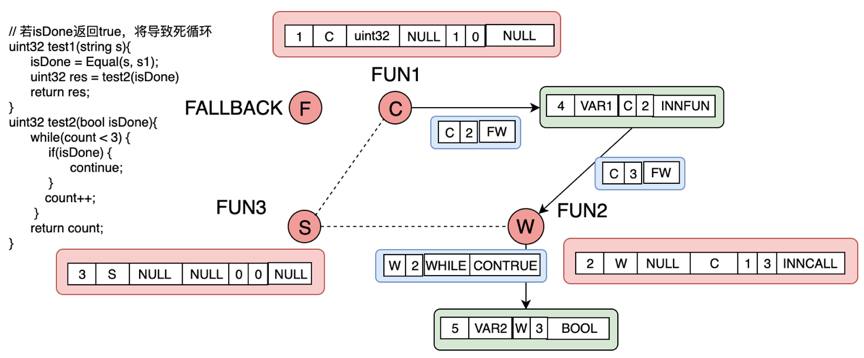 // 若isDone返回true，将导致死循环
uint32 test1(string s){
isDone = Equal(s, s1);
uint32 res = test2(isDone)
return res;
}
uint32 test2(bool isDone){
while(count < 3) {
if(isDone) {
continue;
}
count++;
}
return count;
}
1 C uint32 NULL 1 0 NULL
FUN1
FALLBACK F
C
4 VAR1 C 2 INNFUN
C 2 FW
C 3 FW
FUN3
S
W
FUN2
3 S NULL NULL 0 0 NULL
W 2 WHILE CONTRUE
2 W NULL C 1 3 INNCALL
5 VAR2 W 3 BOOL